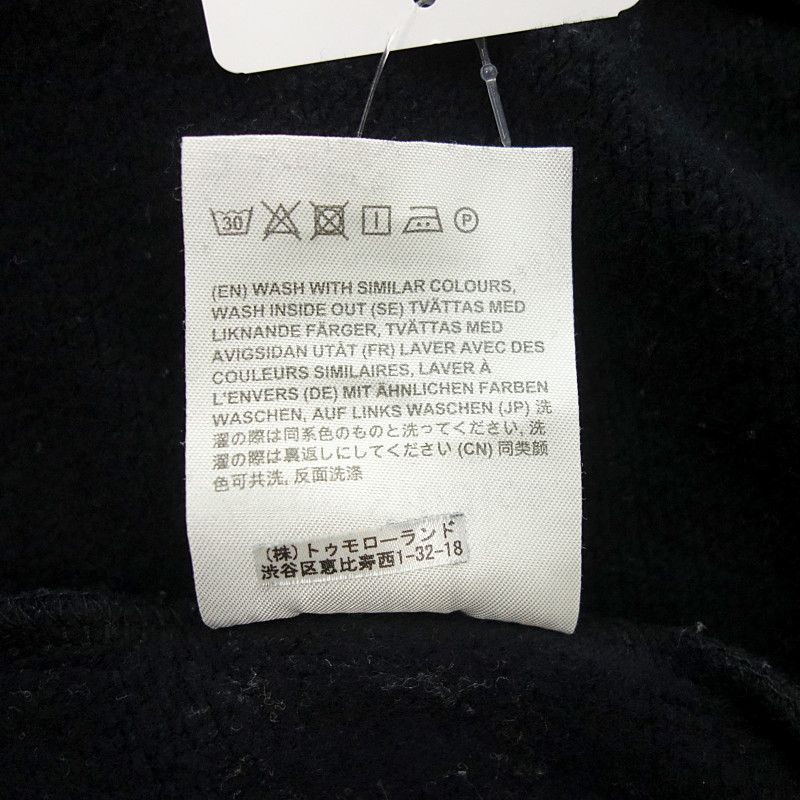 30 P
(EN) WASH WITH SIMILAR COLOURS,
WASH INSIDE OUT (SE) TVÄTTAS MED
LIKNANDE FÄRGER, TVÄTTAS MED
AVIGSIDAN UTÅT (FR) LAVER AVEC DES
COULEURS SIMILAIRES, LAVER À
L'ENVERS (DE) MIT ÄHNLICHEN FARBEN
WASCHEN, AUF LINKS WASCHEN (JP) 洗
濯の際は同系色のものと洗ってください, 洗
濯の際は裏返しにしてください (CN) 同类颜
色可共洗, 反面洗涤
(株)トゥモローランド
渋谷区恵比寿西1-32-18